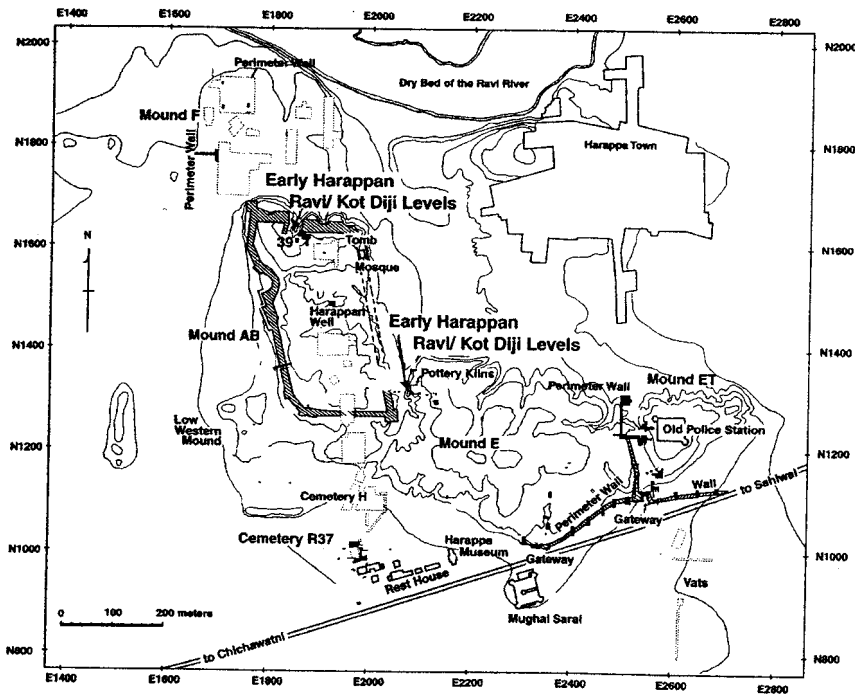 E1400 E1600 E1800 E2000 E2200 E2400 E2600 E2800
N2000 N2000
Perimeter Wall
Dry Bed of the Ravi River
Mound F
N1800 N1800
Harappa Town
Perimeter Wall
Early Harappan
Ravi/ Kot Diji Levels
N
N1600 N1600
39
Tomb
Mosque
Harappan
Well
Early Harappan
Ravi/ Kot Diji Levels
Mound AB
N1400 N1400
Pottery Kilns
Perimeter Wall
Mound ET
Low
Western
Mound
Old Police Station
Mound E
N1200 N1200
Cemetery H
Perimeter Wall
Wall
to Sahiwal
Gateway
Cemetery R37
N1000 N1000
Harappa
Museum
Gateway
Rest House
Vats
0 100 200 meters
Mughal Sarai
to Chichawatni
N800 N800
E1400 E1600 E1800 E2000 E2200 E2400 E2600 E2800